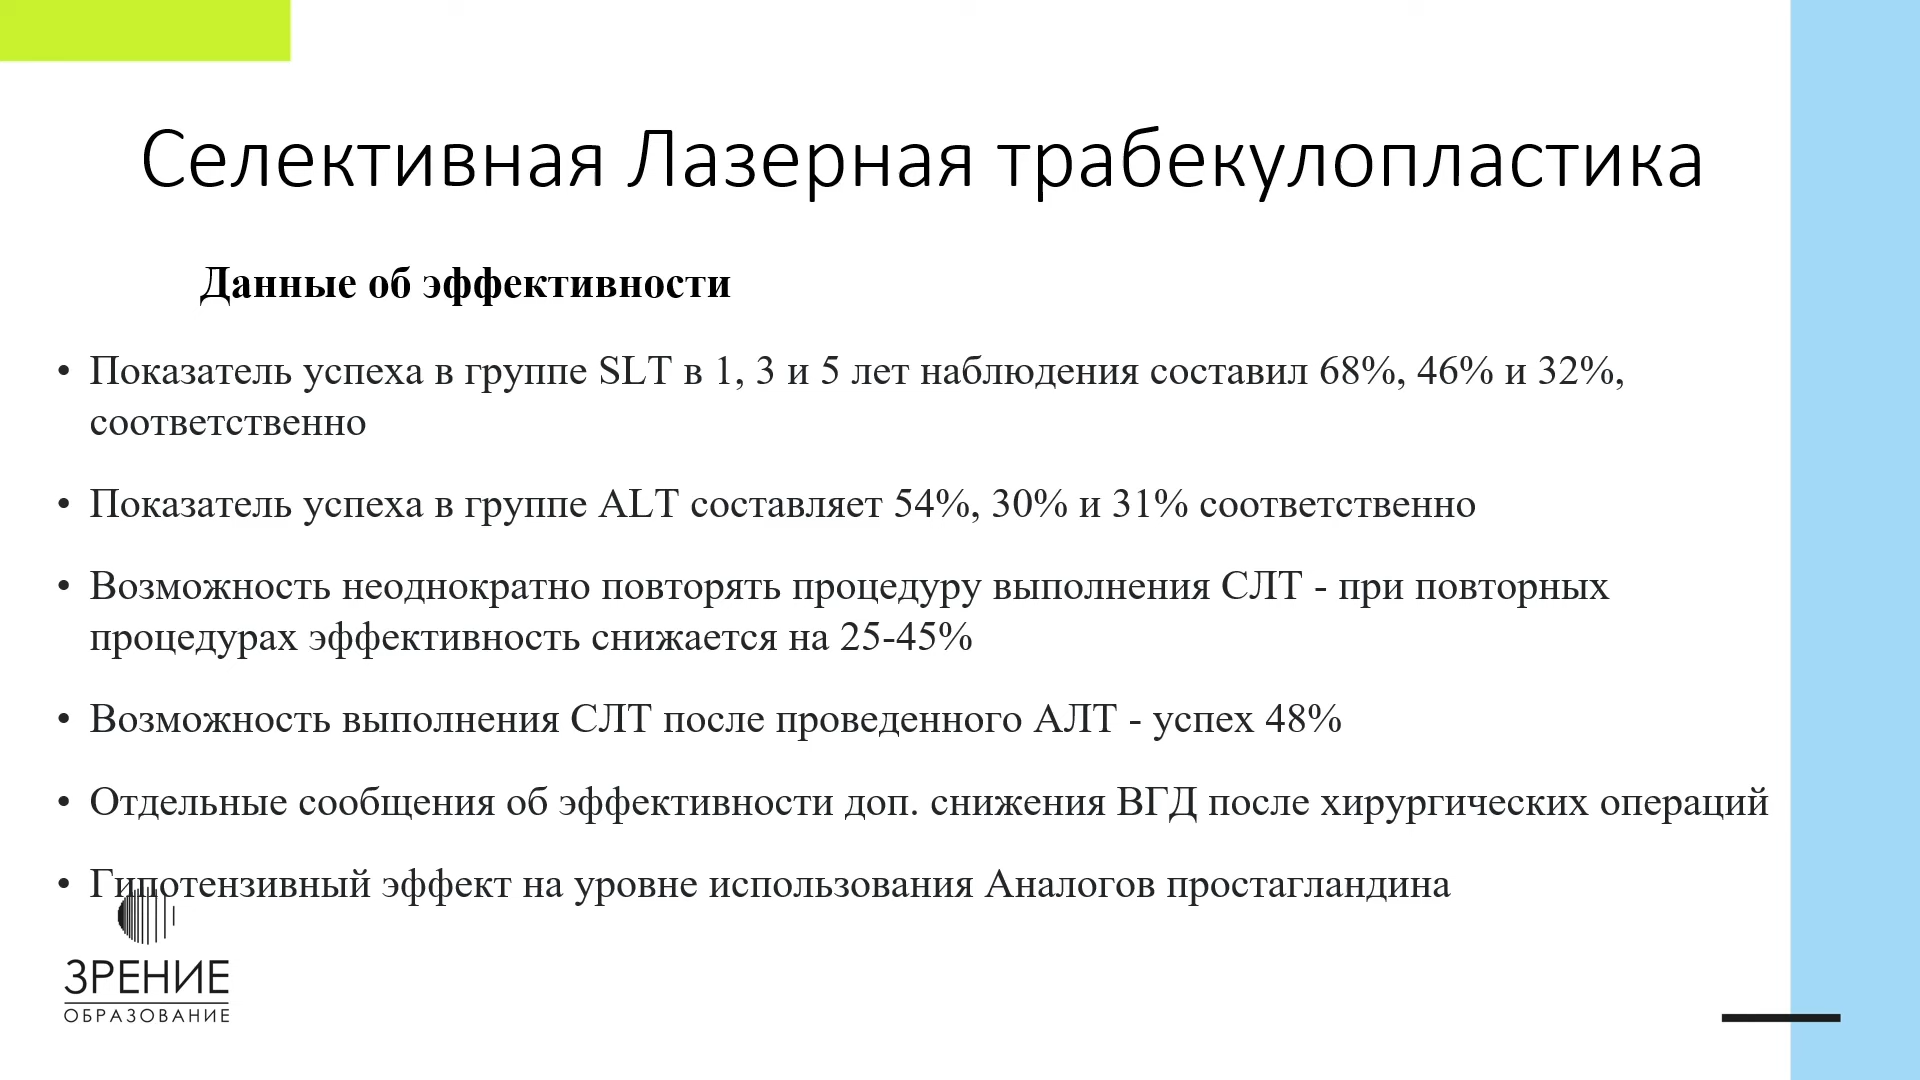 Селективная Лазерная трабекулопластика
Данные об эффективности
• Показатель успеха в группе SLT в 1, 3 и 5 лет наблюдения составил 68%, 46% и 32%,
соответственно
• Показатель успеха в группе ALT составляет 54%, 30% и 31% соответственно
• Возможность неоднократно повторять процедуру выполнения СЛТ - при повторных
процедурах эффективность снижается на 25-45%
• Возможность выполнения СЛТ после проведенного АЛТ - успех 48%
• Отдельные сообщения об эффективности доп. снижения ВГД после хирургических операций
• Гипотензивный эффект на уровне использования Аналогов простагландина
ЗРЕНИЕ
ОБРАЗОВАНИЕ